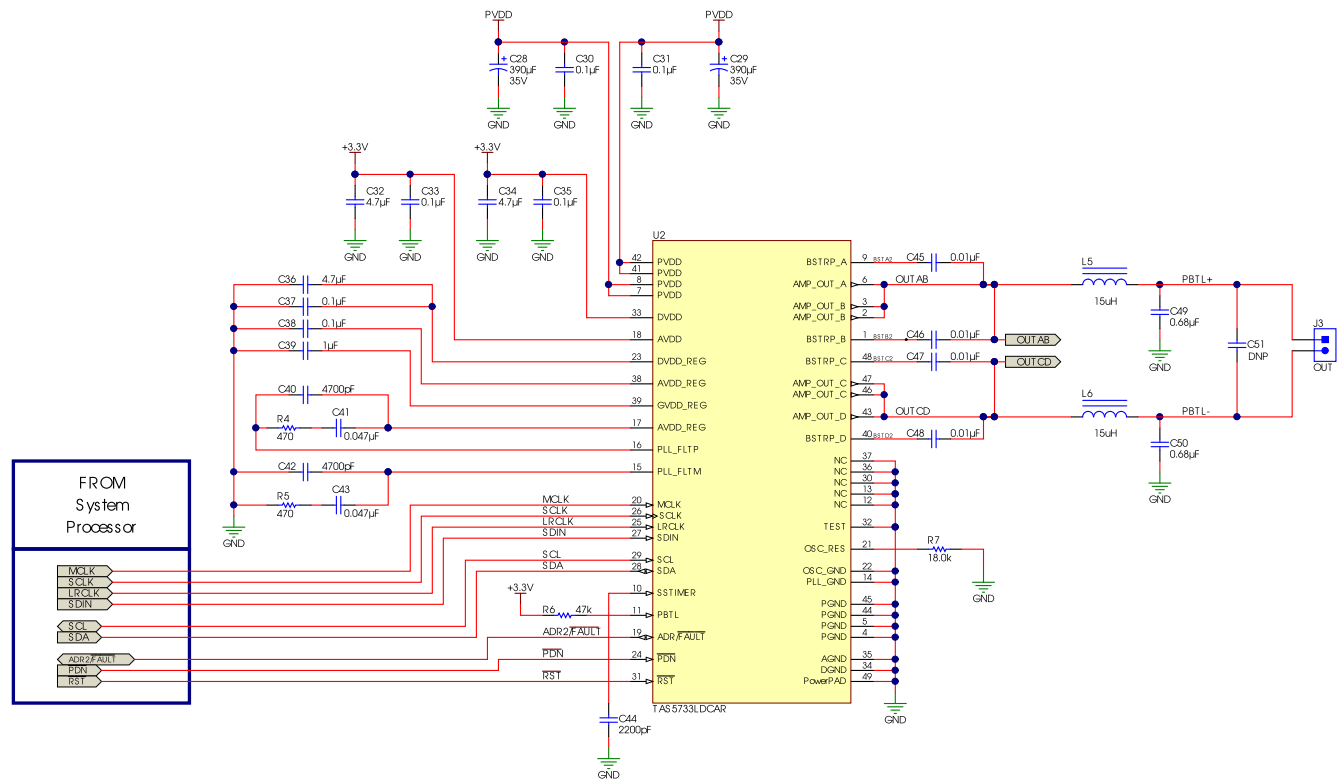 PVDD
PVDD
C28
390µF
35V
C30
0.1µF
C31
0.1µF
C29
390µF
35V
GND
GND
GND
GND
+3.3V
+3.3V
C32
4.7µF
C33
0.1µF
C34
4.7µF
C35
0.1µF
GND
GND
GND
GND
U2
42 PVDD
41 PVDD
8 PVDD
7 PVDD
33 DVDD
18 AVDD
23 DVDD_REG
38 AVDD_REG
39 GVDD_REG
17 AVDD_REG
16 PLL_FLTP
15 PLL_FLTM
20 MCLK
26 SCLK
25 LRCLK
27 SDIN
29 SCL
28 SDA
10 SSTIMER
11 PBTL
19 ADR/FAULT
24 PDN
31 RST
TAS5733LDCAR
C36 4.7µF
C37 0.1µF
C38 0.1µF
C39 1µF
C40 4700pF
R4
470
C41
0.047µF
C42 4700pF
R5
470
C43
0.047µF
GND
MCLK
SCLK
LRCLK
SDIN
SCL
SDA
+3.3V
R6 47k
ADR2/FAULT
PDN
RST
C44
2200pF
GND
FROM
System
Processor
MCLK
SCLK
LRCLK
SDIN
SCL
SDA
ADR2/FAULT
PDN
RST
BSTRP_A 9 BSTA2 C45 0.01µF
AMP_OUT_A 6 OUTAB
AMP_OUT_B 3
AMP_OUT_B 2
BSTRP_B 1 BSTB2 C46 0.01µF
BSTRP_C 48 BSTC2 C47 0.01µF
AMP_OUT_C 47
AMP_OUT_C 46
AMP_OUT_D 43 OUTCD
BSTRP_D 40 BSTD2 C48 0.01µF
NC 37
NC 36
NC 30
NC 13
NC 12
TEST 32
OSC_RES 21
OSC_GND 22
PLL_GND 14
PGND 45
PGND 44
PGND 5
PGND 4
AGND 35
DGND 34
PowerPAD 49
GND
R7
18.0k
GND
OUTAB
OUTCD
L5
15uH
PBTL+
C49
0.68µF
GND
C51
DNP
J3
OUT
L6
15uH
PBTL-
C50
0.68µF
GND